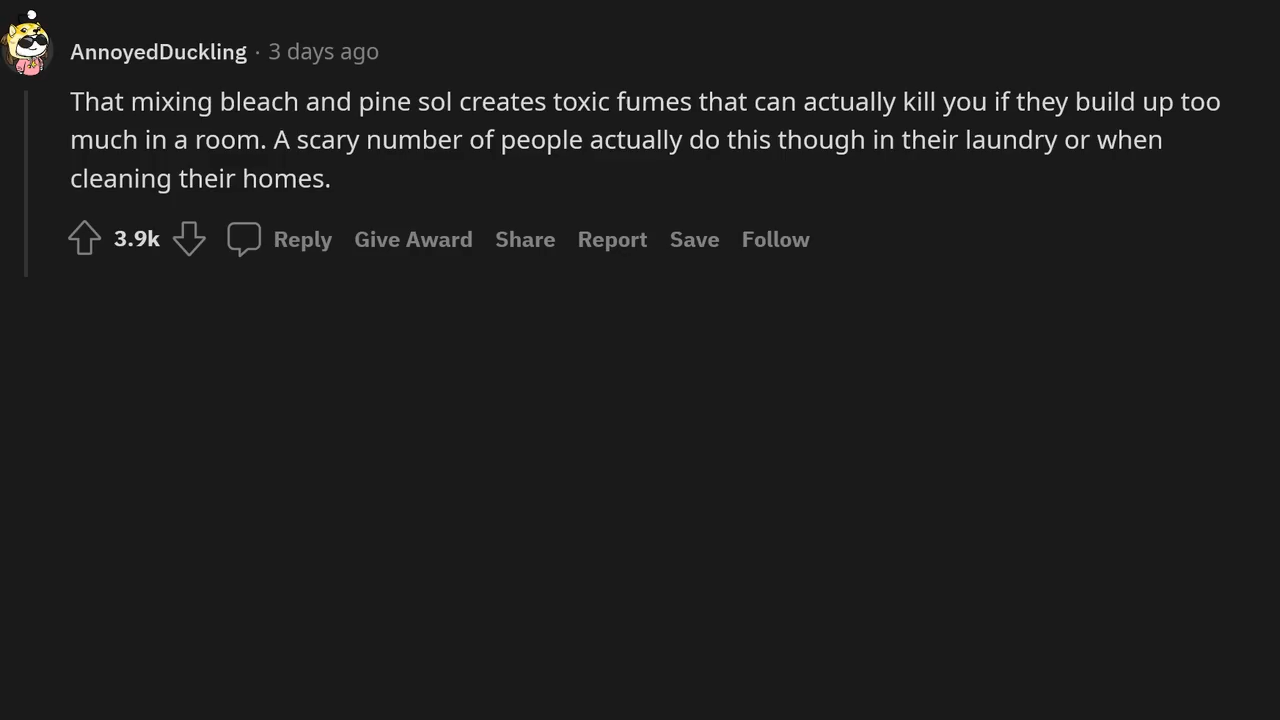 AnnoyedDuckling · 3 days ago
That mixing bleach and pine sol creates toxic fumes that can actually kill you if they build up too
much in a room. A scary number of people actually do this though in their laundry or when
cleaning their homes.
3.9k Reply Give Award Share Report Save Follow